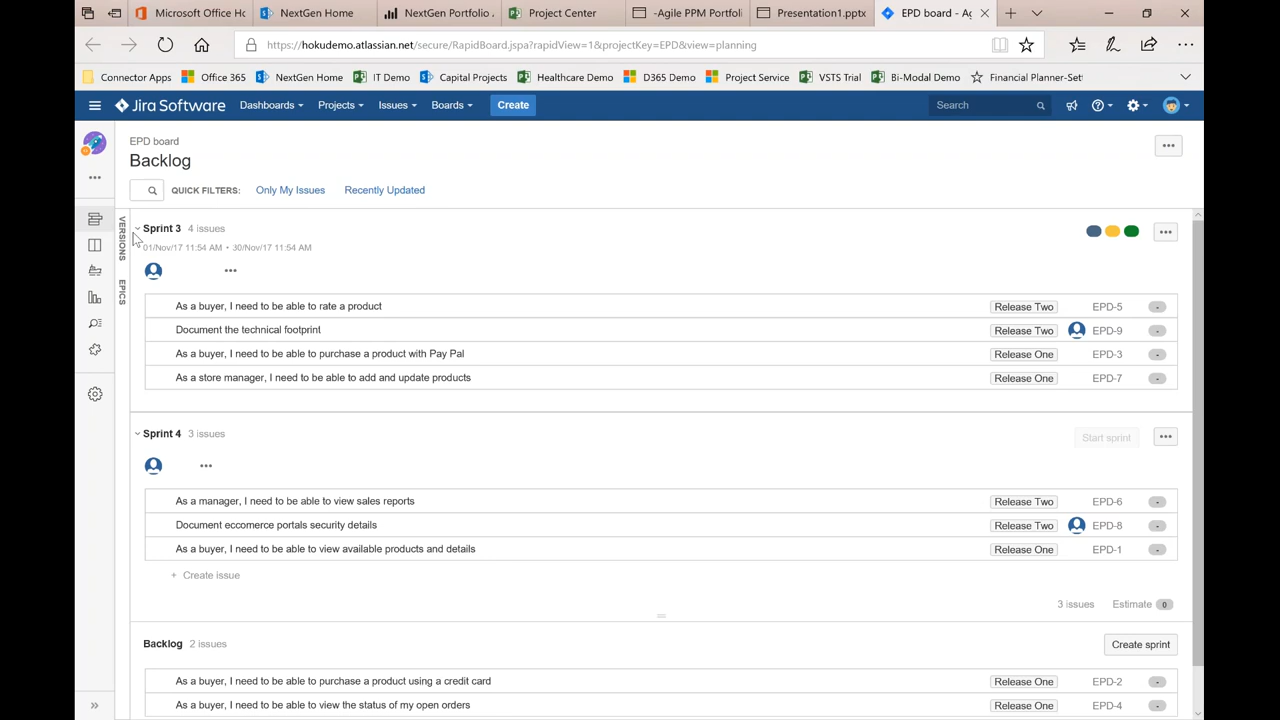 Microsoft Office Ho
NextGen Home
NextGen Portfolio .
Project Center
-Agile PPM Portfoli
Presentation1.pptx
EPD board - Ag
https://hokudemo.atlassian.net/secure/RapidBoard.jspa?rapidView=1&projectKey=EPD&view=planning
Connector Apps
Office 365
NextGen Home
IT Demo
Capital Projects
Healthcare Demo
D365 Demo
Project Service
VSTS Trial
Bi-Modal Demo
Financial Planner-Set
Jira Software
Dashboards
Projects
Issues
Boards
Create
Search
EPD board
Backlog
QUICK FILTERS:
Only My Issues
Recently Updated
VERSIONS
EPICS
Sprint 3 4 issues
01/Nov/17 11:54 AM • 30/Nov/17 11:54 AM
As a buyer, I need to be able to rate a product Release Two EPD-5 -
Document the technical footprint Release Two EPD-9 -
As a buyer, I need to be able to purchase a product with Pay Pal Release One EPD-3 -
As a store manager, I need to be able to add and update products Release One EPD-7 -
Sprint 4 3 issues
Start sprint
As a manager, I need to be able to view sales reports Release Two EPD-6 -
Document eccomerce portals security details Release Two EPD-8 -
As a buyer, I need to be able to view available products and details Release One EPD-1 -
+ Create issue
3 issues Estimate 0
Backlog 2 issues
Create sprint
As a buyer, I need to be able to purchase a product using a credit card Release One EPD-2 -
As a buyer, I need to be able to view the status of my open orders Release One EPD-4 -